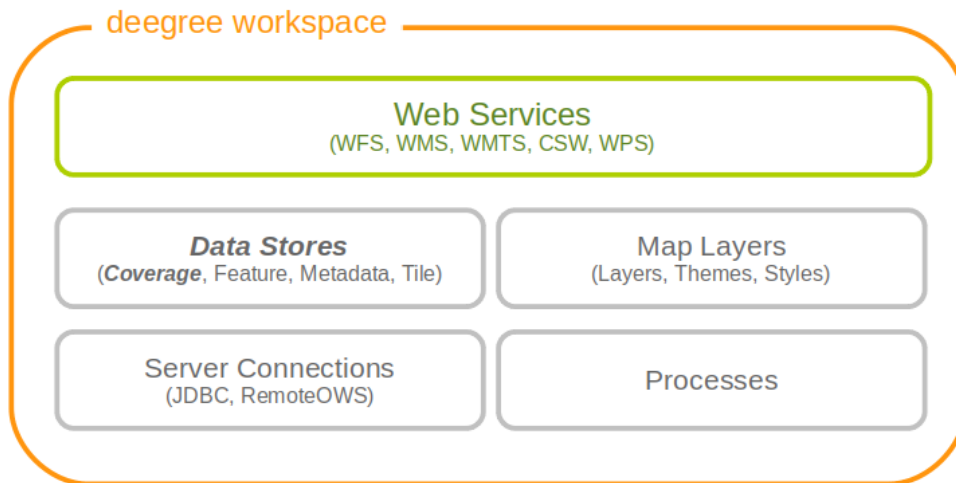 deegree workspace
Web Services
(WFS, WMS, WMTS, CSW, WPS)
Data Stores
(Coverage, Feature, Metadata, Tile)
Map Layers
(Layers, Themes, Styles)
Server Connections
(JDBC, RemoteOWS)
Processes